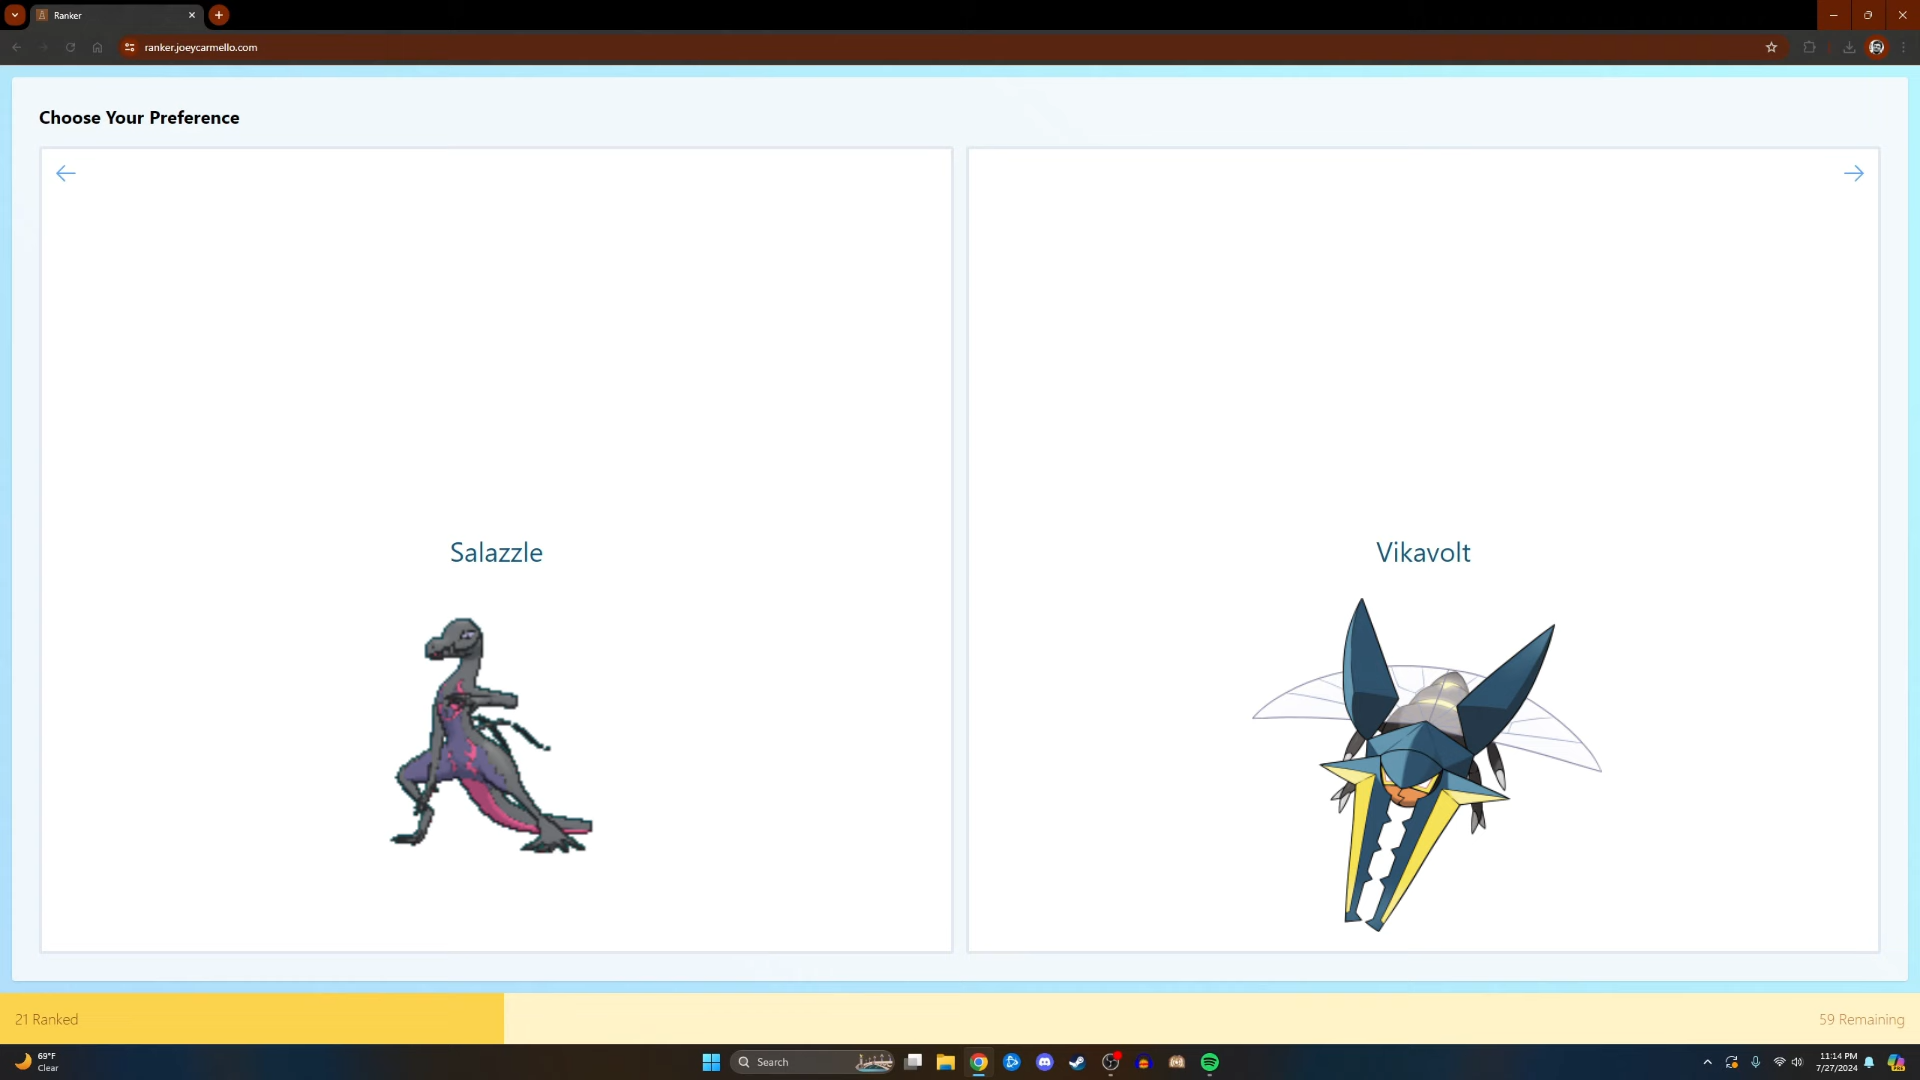 Ranker
ranker.joeycarmello.com
Choose Your Preference
Salazzle
Vikavolt
21 Ranked
59 Remaining
69°F
Clear
Search
11:14 PM
7/27/2024